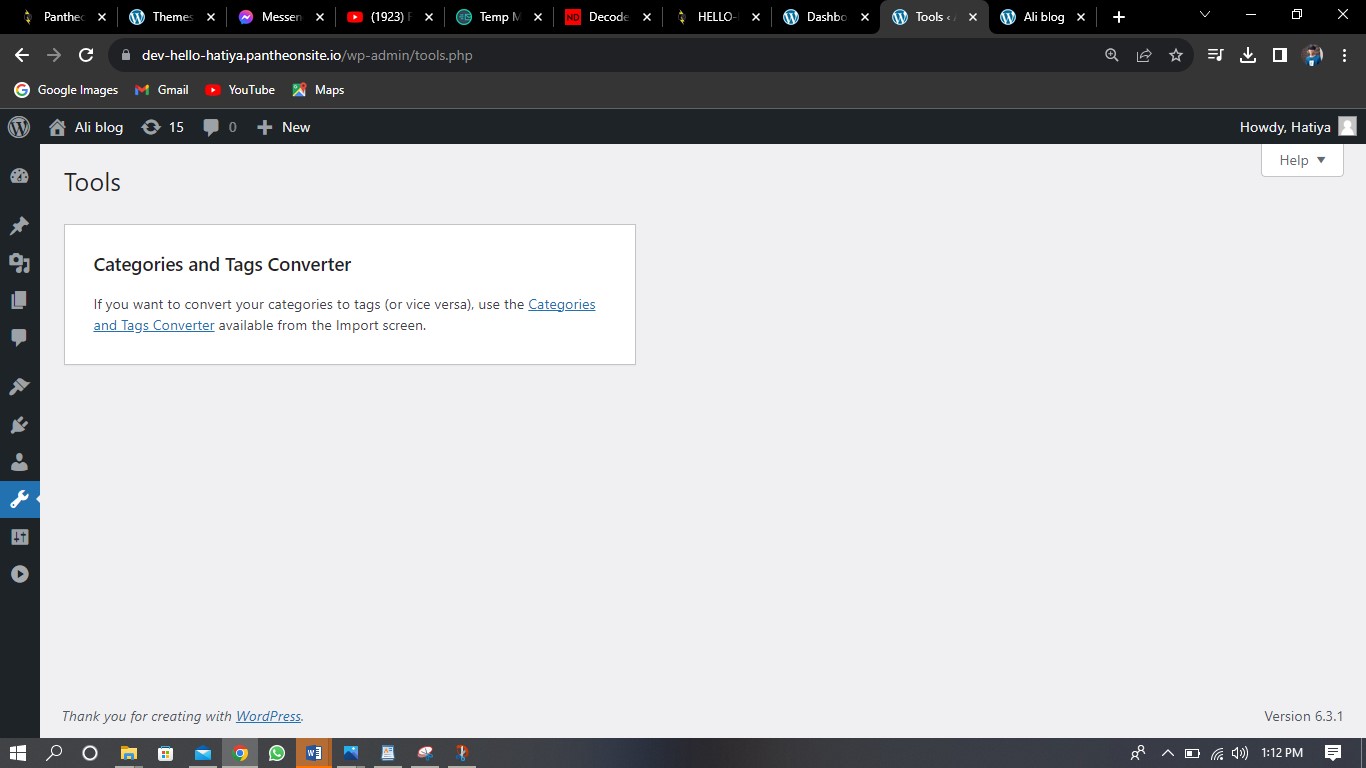 Panthec
Themes
Messen
(1923) F
Temp M
Decode
HELLO-
Dashbo
Tools ‹
Ali blog
dev-hello-hatiya.pantheonsite.io/wp-admin/tools.php
Google Images
Gmail
YouTube
Maps
Ali blog
15
0
New
Howdy, Hatiya
Help
Tools
Categories and Tags Converter
If you want to convert your categories to tags (or vice versa), use the Categories
and Tags Converter available from the Import screen.
Thank you for creating with WordPress.
Version 6.3.1
1:12 PM